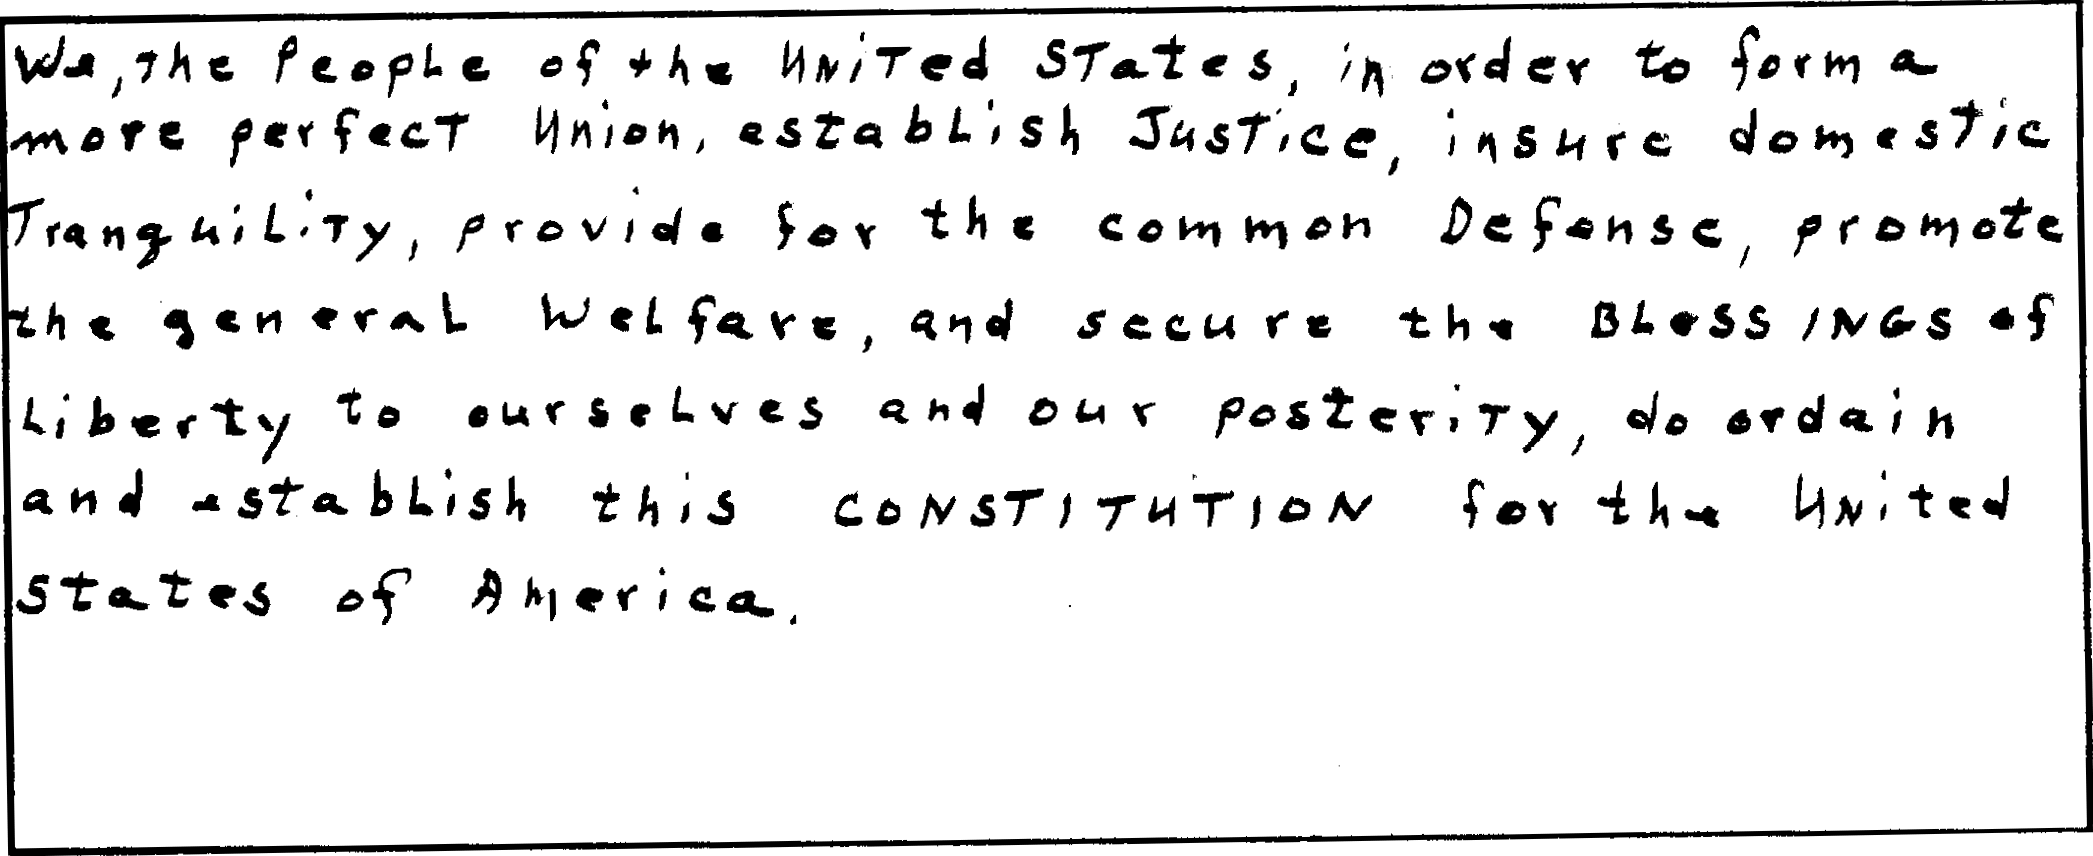 We, the People of the United States, in order to form a
more perfect Union, establish Justice, insure domestic
Tranquility, provide for the common Defense, promote
the general Welfare, and secure the BLESSINGS of
Liberty to ourselves and our posterity, do ordain
and establish this CONSTITUTION for the United
States of America.